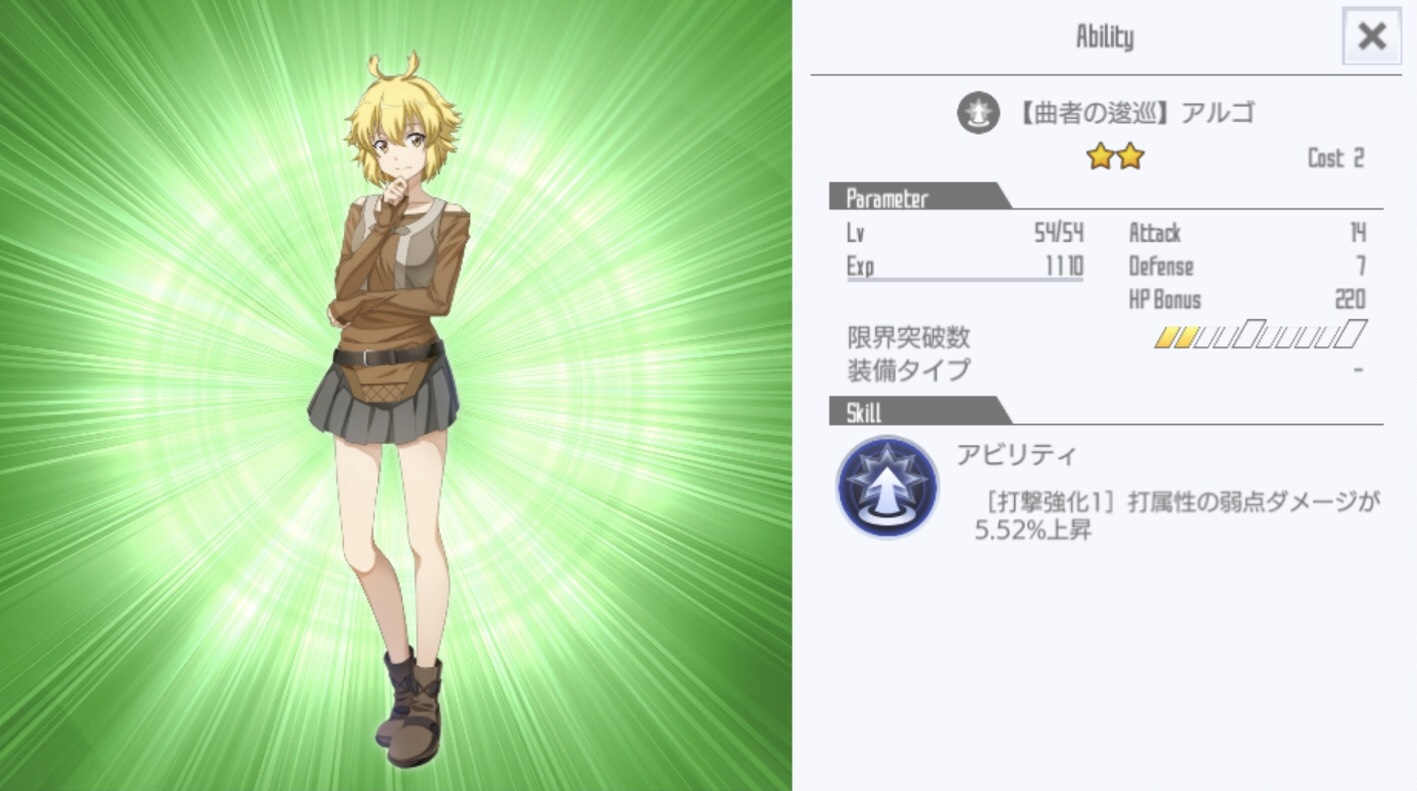 Ability
【曲者の逡巡】アルゴ
Cost 2
Parameter
Lv 54/54
Attack 14
Exp 1110
Defense 7
HP Bonus 220
限界突破数
装備タイプ -
Skill
アビリティ
［打撃強化1］打属性の弱点ダメージが
5.52%上昇